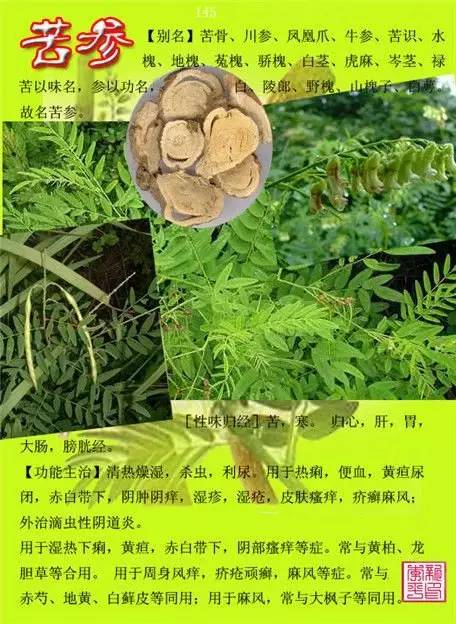 145
苦参
【别名】苦骨、川参、凤凰爪、牛参、苦识、水
槐、地槐、菟槐、骄槐、白茎、虎麻、岑茎、禄
白、陵郎、野槐、山槐子、白萼。
苦以味名，参以功名，
故名苦参。
［性味归经］苦，寒。 归心，肝，胃，
大肠，膀胱经。
【功能主治】清热燥湿，杀虫，利尿。用于热痢，便血，黄疸尿
闭，赤白带下，阴肿阴痒，湿疹，湿疮，皮肤瘙痒，疥癣麻风；
外治滴虫性阴道炎。
用于湿热下痢，黄疸，赤白带下，阴部瘙痒等症。常与黄柏、龙
胆草等合用。 用于周身风痒，疥疮顽癣，麻风等症。常与
赤芍、地黄、白鲜皮等同用；用于麻风，常与大枫子等同用。